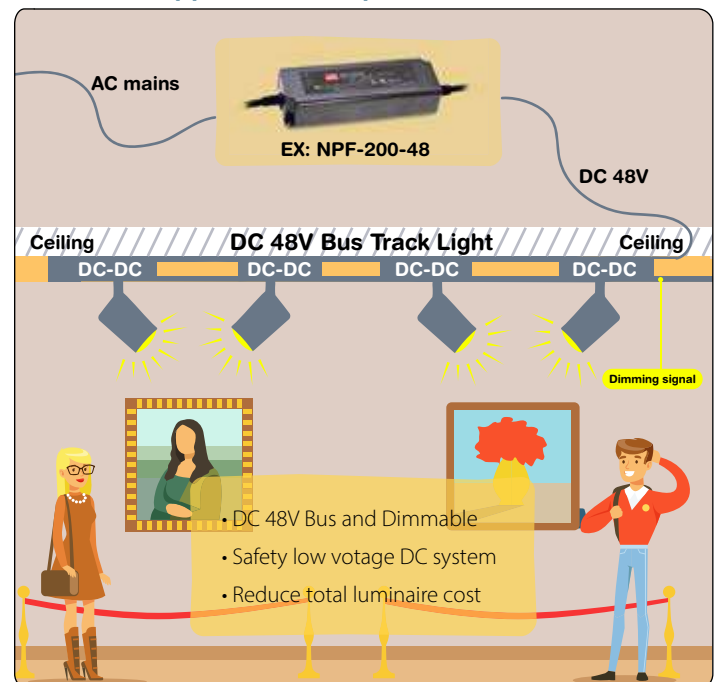 AC mains
EX: NPF-200-48
DC 48V
Ceiling DC 48V Bus Track Light Ceiling
DC-DC DC-DC DC-DC DC-DC
Dimming signal
• DC 48V Bus and Dimmable
• Safety low votage DC system
• Reduce total luminaire cost